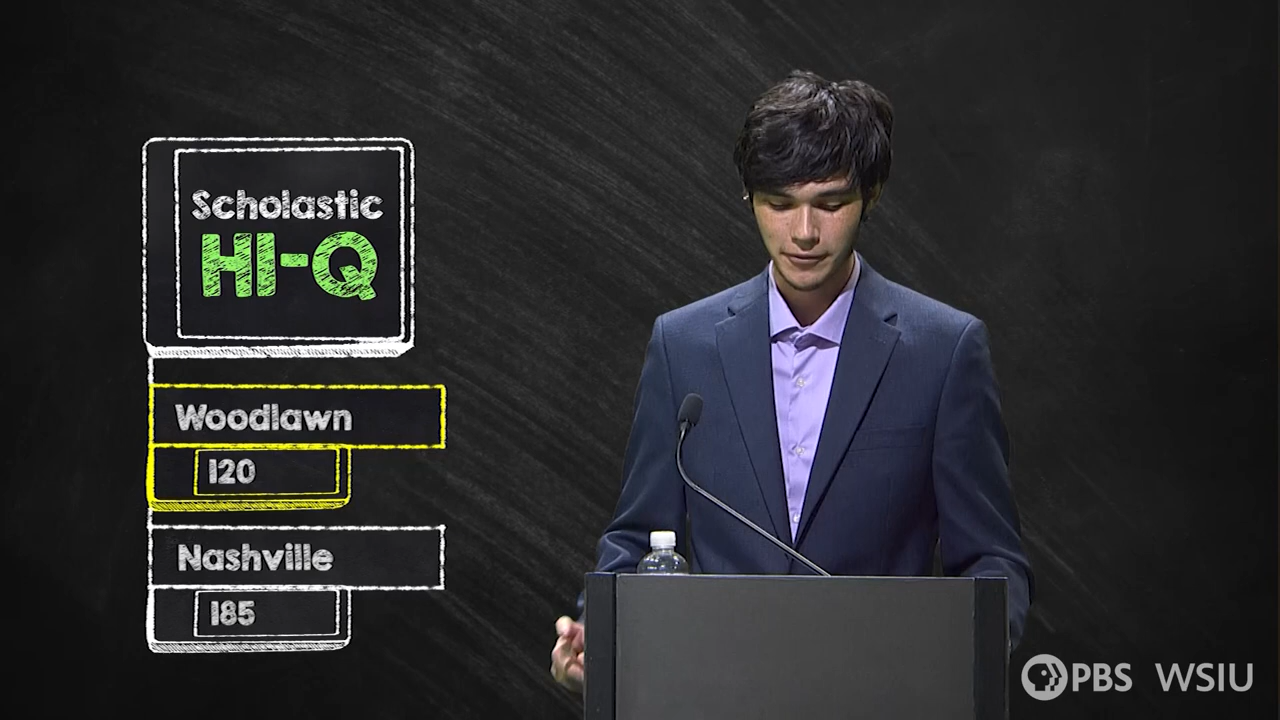 Scholastic
HI-Q
Woodlawn
120
Nashville
185
PBS WSIU